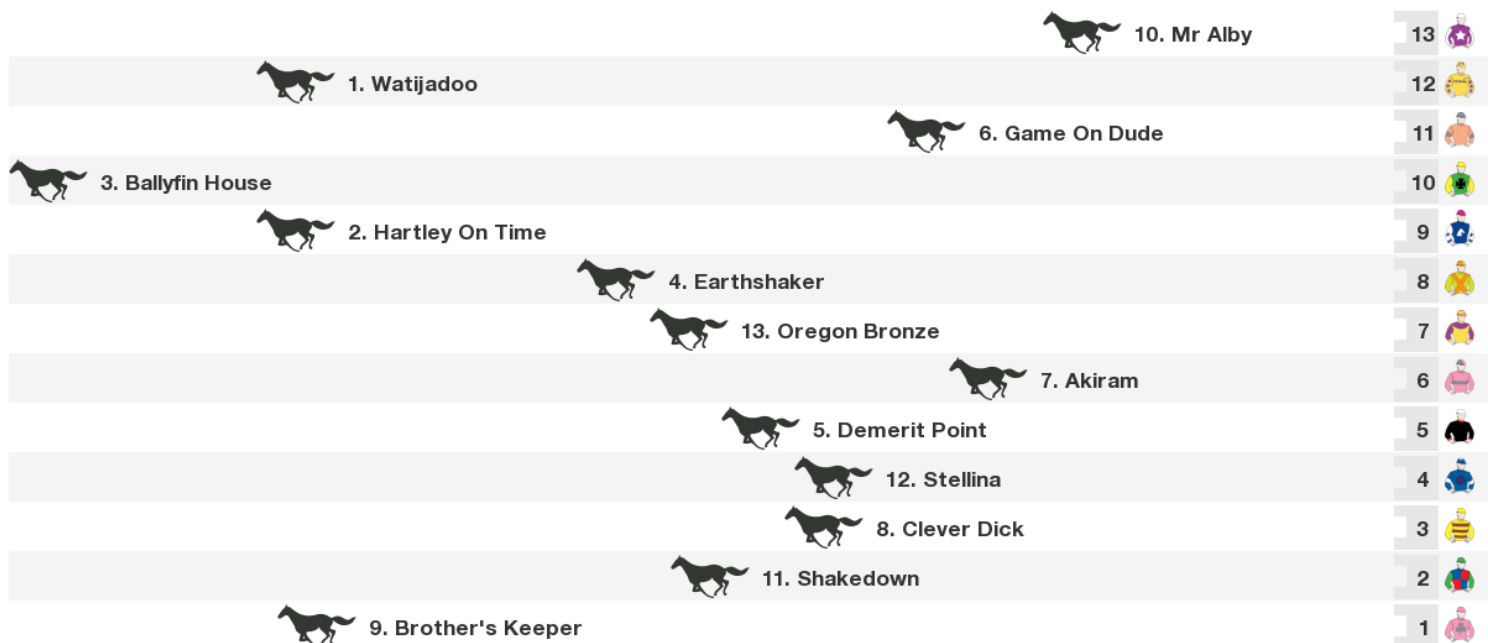 10. Mr Alby 13
1. Watijadoo 12
6. Game On Dude 11
3. Ballyfin House 10
2. Hartley On Time 9
4. Earthshaker 8
13. Oregon Bronze 7
7. Akiram 6
5. Demerit Point 5
12. Stellina 4
8. Clever Dick 3
11. Shakedown 2
9. Brother's Keeper 1